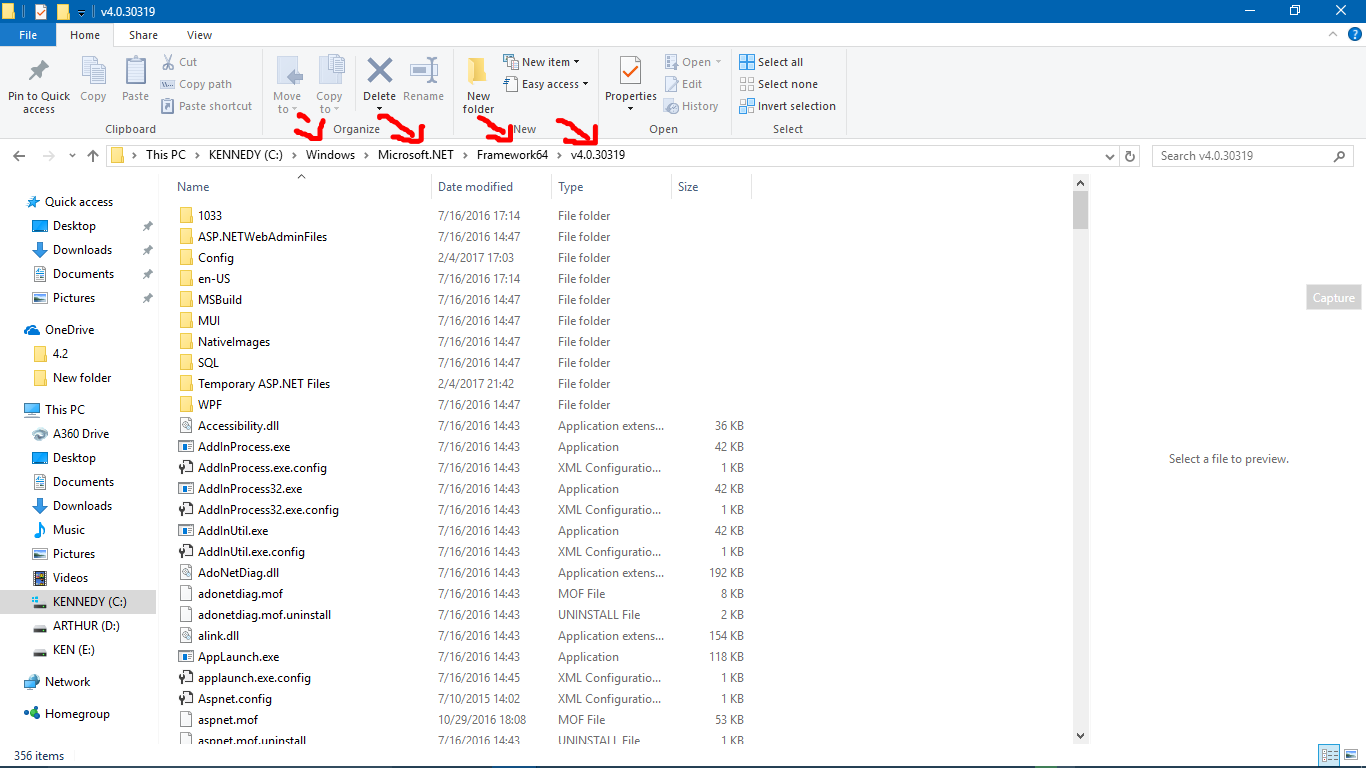 v4.0.30319
File Home Share View
Pin to Quick access Copy Paste Cut Copy path Paste shortcut Move to Copy to Delete Rename New folder New item Easy access Properties Open Edit History Select all Select none Invert selection
Clipboard Organize New Open Select
This PC KENNEDY (C:) Windows Microsoft.NET Framework64 v4.0.30319 Search v4.0.30319
Name Date modified Type Size
Quick access
Desktop
Downloads
Documents
Pictures
OneDrive
4.2
New folder
This PC
A360 Drive
Desktop
Documents
Downloads
Music
Pictures
Videos
KENNEDY (C:)
ARTHUR (D:)
KEN (E:)
Network
Homegroup
1033 7/16/2016 17:14 File folder
ASP.NETWebAdminFiles 7/16/2016 14:47 File folder
Config 2/4/2017 17:03 File folder
en-US 7/16/2016 17:14 File folder
MSBuild 7/16/2016 14:47 File folder
MUI 7/16/2016 14:47 File folder
NativeImages 7/16/2016 14:47 File folder
SQL 7/16/2016 14:47 File folder
Temporary ASP.NET Files 2/4/2017 21:42 File folder
WPF 7/16/2016 14:47 File folder
Accessibility.dll 7/16/2016 14:43 Application extens... 36 KB
AddInProcess.exe 7/16/2016 14:43 Application 42 KB
AddInProcess.exe.config 7/16/2016 14:43 XML Configuratio... 1 KB
AddInProcess32.exe 7/16/2016 14:43 Application 42 KB
AddInProcess32.exe.config 7/16/2016 14:43 XML Configuratio... 1 KB
AddInUtil.exe 7/16/2016 14:43 Application 42 KB
AddInUtil.exe.config 7/16/2016 14:43 XML Configuratio... 1 KB
AdoNetDiag.dll 7/16/2016 14:43 Application extens... 192 KB
adonetdiag.mof 7/16/2016 14:43 MOF File 8 KB
adonetdiag.mof.uninstall 7/16/2016 14:43 UNINSTALL File 2 KB
alink.dll 7/16/2016 14:43 Application extens... 154 KB
AppLaunch.exe 7/16/2016 14:43 Application 118 KB
applaunch.exe.config 7/16/2016 14:45 XML Configuratio... 1 KB
Aspnet.config 7/10/2015 14:02 XML Configuratio... 1 KB
aspnet.mof 10/29/2016 18:08 MOF File 53 KB
aspnet.mof.uninstall 7/16/2016 14:43 UNINSTALL File 1 KB
Capture
Select a file to preview.
356 items